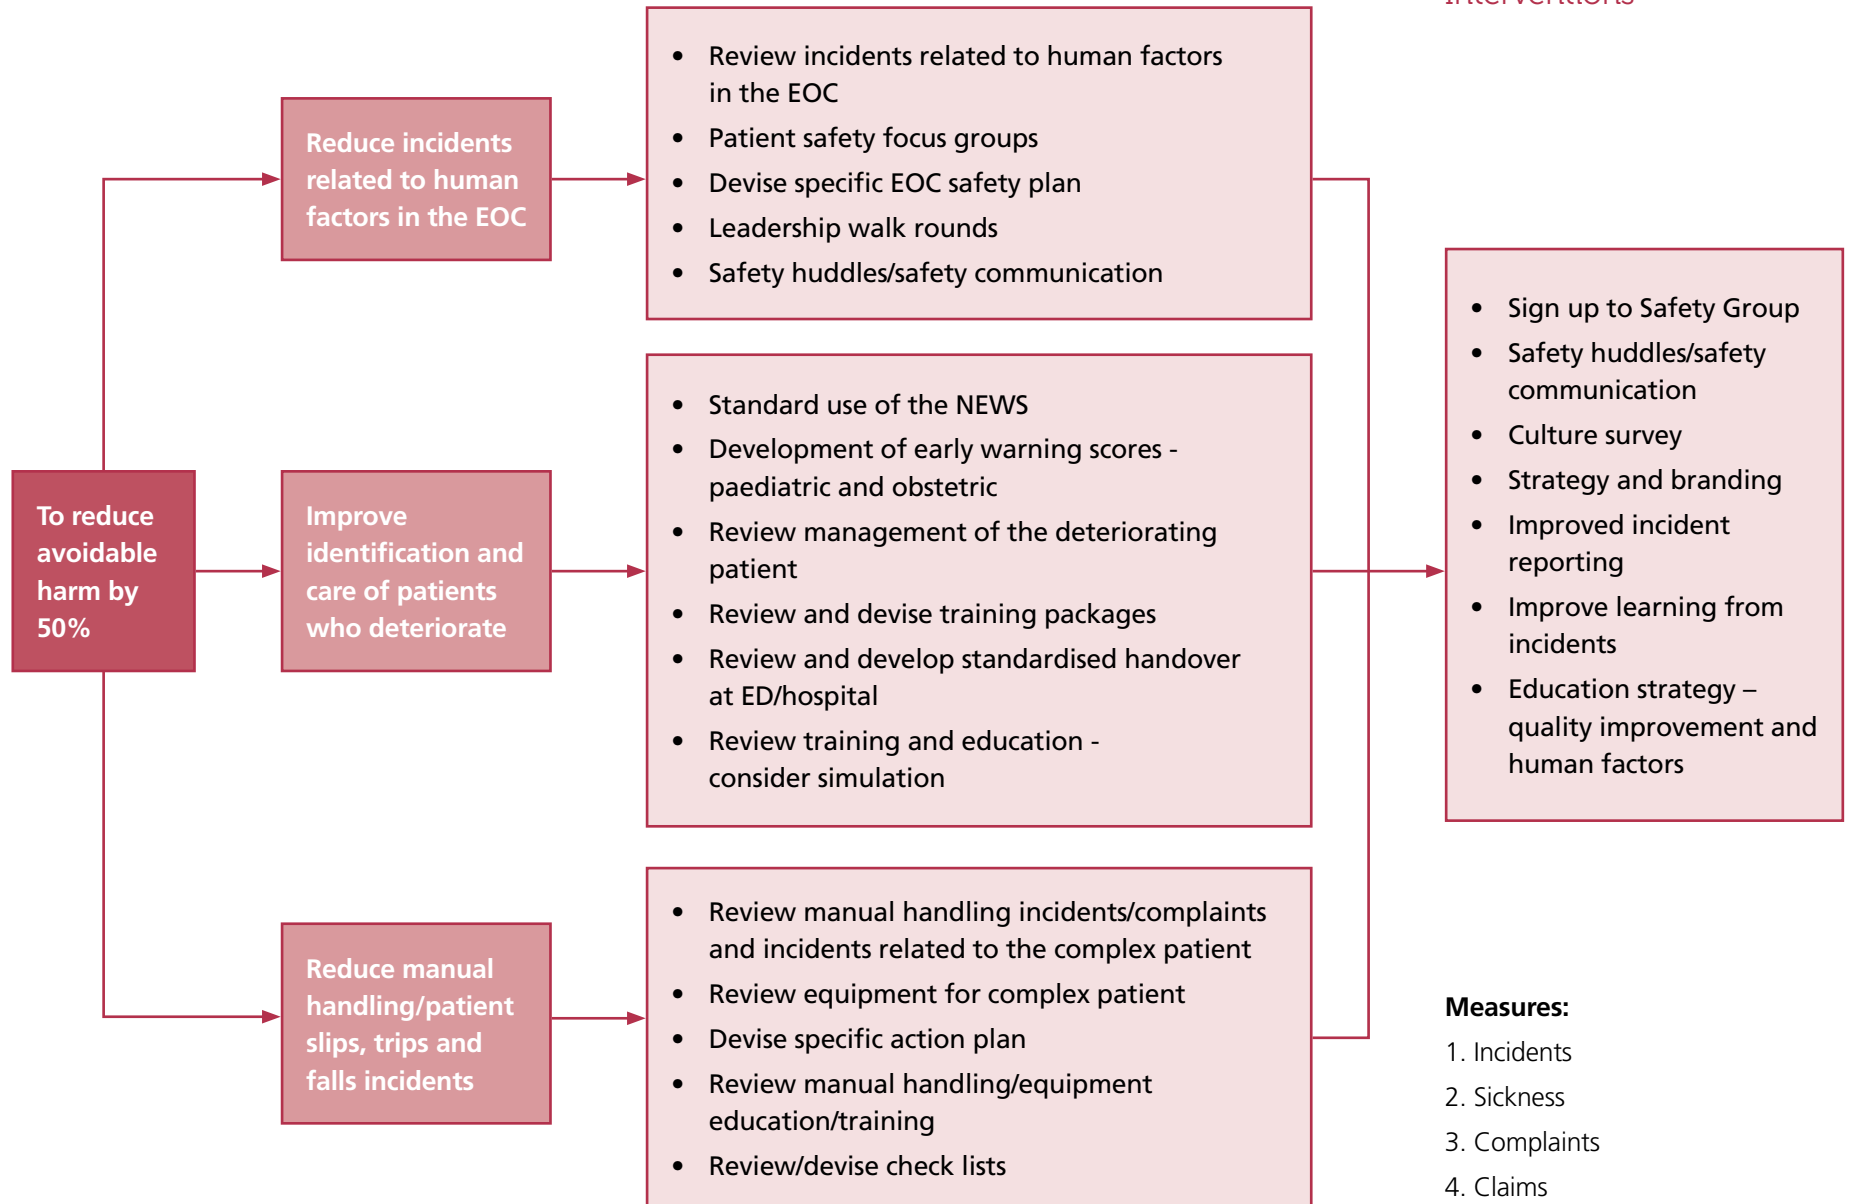 Interventions
Reduce incidents
related to human
factors in the EOC
• Review incidents related to human factors
in the EOC
• Patient safety focus groups
• Devise specific EOC safety plan
• Leadership walk rounds
• Safety huddles/safety communication
To reduce
avoidable
harm by
50%
Improve
identification and
care of patients
who deteriorate
• Standard use of the NEWS
• Development of early warning scores -
paediatric and obstetric
• Review management of the deteriorating
patient
• Review and devise training packages
• Review and develop standardised handover
at ED/hospital
• Review training and education -
consider simulation
Reduce manual
handling/patient
slips, trips and
falls incidents
• Review manual handling incidents/complaints
and incidents related to the complex patient
• Review equipment for complex patient
• Devise specific action plan
• Review manual handling/equipment
education/training
• Review/devise check lists
• Sign up to Safety Group
• Safety huddles/safety
communication
• Culture survey
• Strategy and branding
• Improved incident
reporting
• Improve learning from
incidents
• Education strategy –
quality improvement and
human factors
Measures:
1. Incidents
2. Sickness
3. Complaints
4. Claims